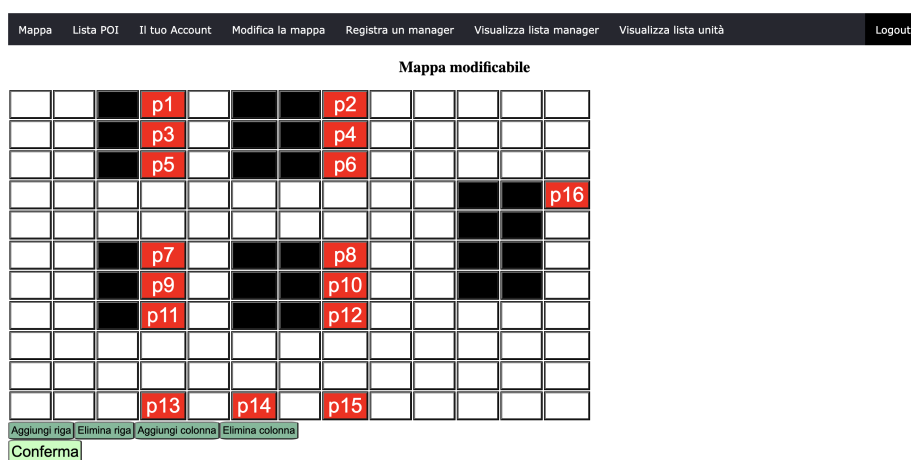 Mappa Lista POI Il tuo Account Modifica la mappa Registra un manager Visualizza lista manager Visualizza lista unità Logout
Mappa modificabile
p1 p2
p3 p4
p5 p6
p16
p7 p8
p9 p10
p11 p12
p13 p14 p15
Aggiungi riga Elimina riga Aggiungi colonna Elimina colonna
Conferma